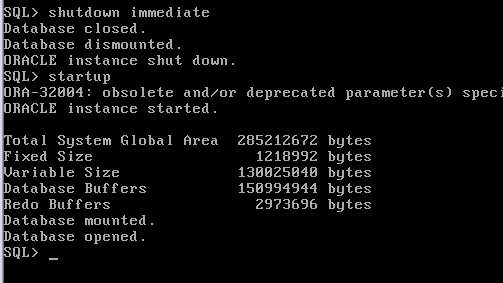 SQL> shutdown immediate
Database closed.
Database dismounted.
ORACLE instance shut down.
SQL> startup
ORA-32004: obsolete and/or deprecated parameter(s) speci
ORACLE instance started.
Total System Global Area  285212672 bytes
Fixed Size                  1218992 bytes
Variable Size             130025040 bytes
Database Buffers          150994944 bytes
Redo Buffers                2973696 bytes
Database mounted.
Database opened.
SQL> _